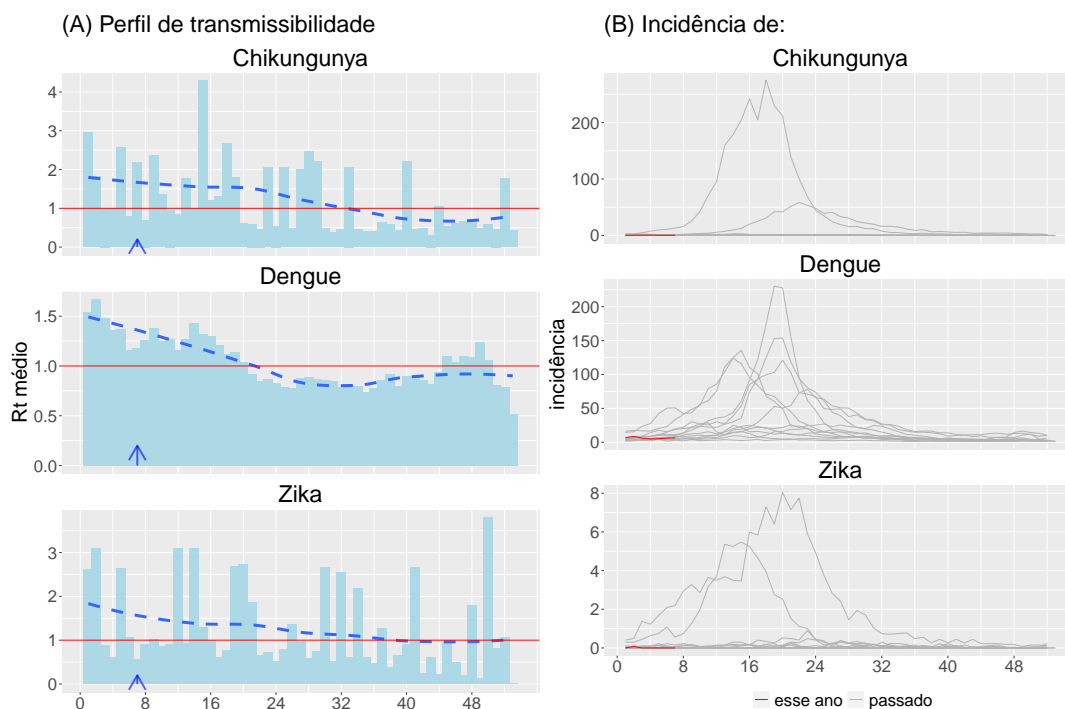 (A) Perfil de transmissibilidade
Chikungunya
4
3
2
1
0
Dengue
1.5
1.0
0.5
0.0
Rt médio
Zika
3
2
1
0
0 8 16 24 32 40 48
(B) Incidência de:
Chikungunya
200
100
0
Dengue
200
150
100
50
0
incidência
Zika
8
6
4
2
0
0 8 16 24 32 40 48
esse ano passado